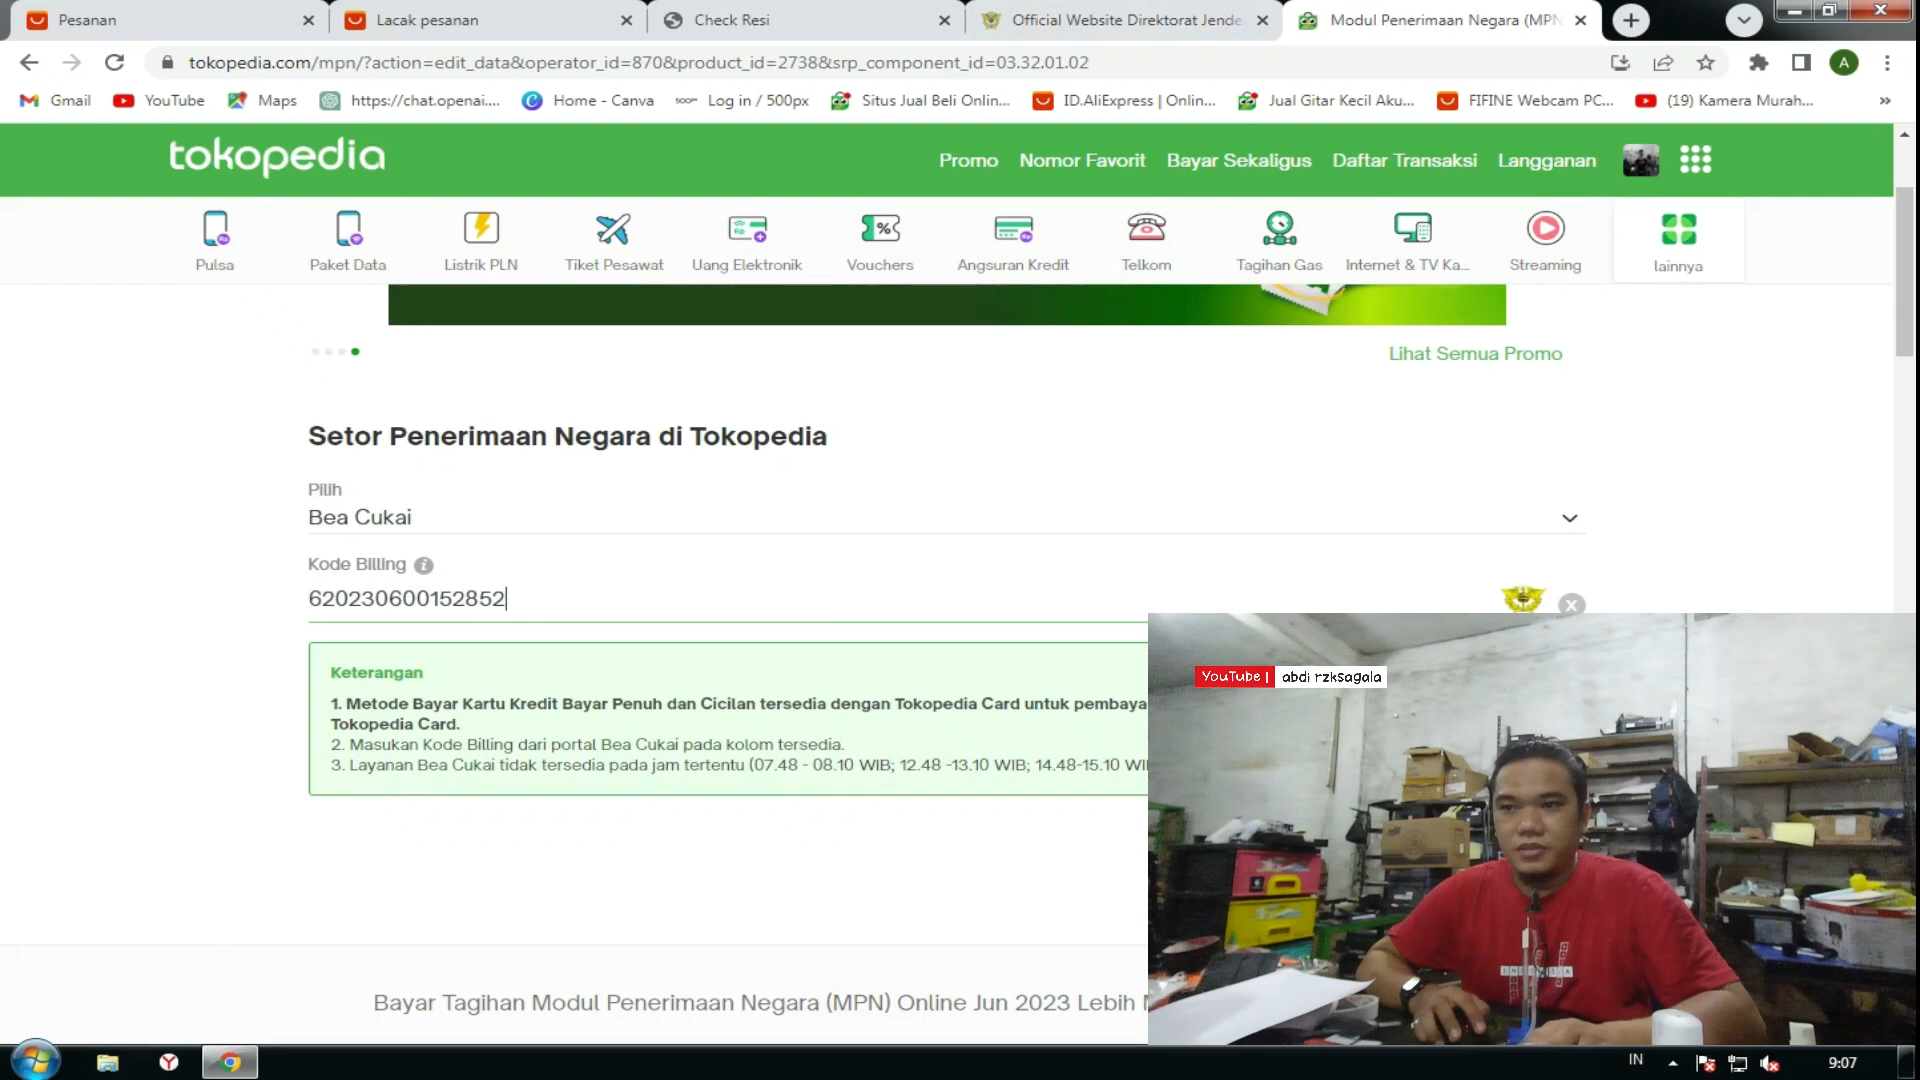 Pesanan
Lacak pesanan
Check Resi
Official Website Direktorat Jende
Modul Penerimaan Negara (MPN
tokopedia.com/mpn/?action=edit_data&operator_id=870&product_id=2738&srp_component_id=03.32.01.02
A
Gmail
YouTube
Maps
https://chat.openai....
Home - Canva
Log in / 500px
Situs Jual Beli Onlin...
ID.AliExpress | Onlin...
Jual Gitar Kecil Aku...
FIFINE Webcam PC...
(19) Kamera Murah...
»
tokopedia
Promo
Nomor Favorit
Bayar Sekaligus
Daftar Transaksi
Langganan
Pulsa
Paket Data
Listrik PLN
Tiket Pesawat
Uang Elektronik
Vouchers
Angsuran Kredit
Telkom
Tagihan Gas
Internet & TV Ka...
Streaming
lainnya
Lihat Semua Promo
Setor Penerimaan Negara di Tokopedia
Pilih
Bea Cukai
Kode Billing
620230600152852
Keterangan
1. Metode Bayar Kartu Kredit Bayar Penuh dan Cicilan tersedia dengan Tokopedia Card untuk pembaya
Tokopedia Card.
2. Masukan Kode Billing dari portal Bea Cukai pada kolom tersedia.
3. Layanan Bea Cukai tidak tersedia pada jam tertentu (07.48 - 08.10 WIB; 12.48 -13.10 WIB; 14.48-15.10 WI
YouTube | abdi rzksagala
Bayar Tagihan Modul Penerimaan Negara (MPN) Online Jun 2023 Lebih
IN
9:07